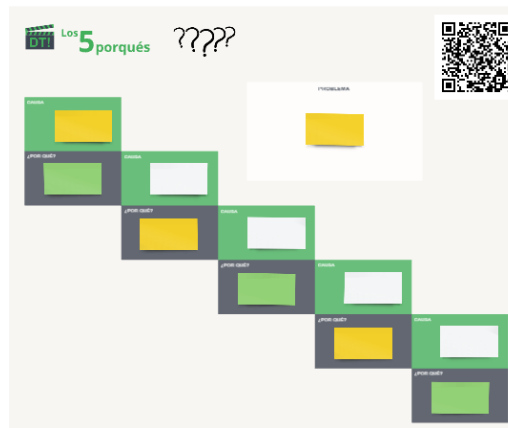 DT!
Los 5 porqués
?????
PROBLEMA
CAUSA
¿POR QUÉ?
CAUSA
¿POR QUÉ?
CAUSA
¿POR QUÉ?
CAUSA
¿POR QUÉ?
CAUSA
¿POR QUÉ?